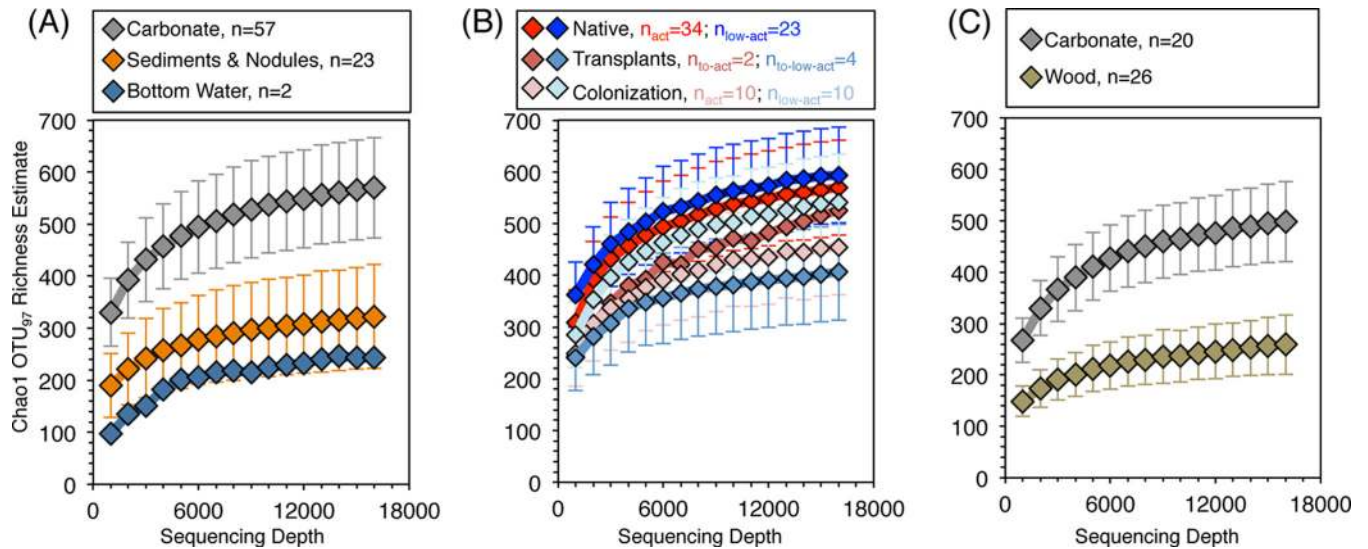 (A)
Carbonate, n=57
Sediments & Nodules, n=23
Bottom Water, n=2
Chao1 OTU₉₇ Richness Estimate
700
600
500
400
300
200
100
0
0 6000 12000 18000
Sequencing Depth
(B)
Native, nact=34; nlow-act=23
Transplants, nto-act=2; nto-low-act=4
Colonization, nact=10; nlow-act=10
700
600
500
400
300
200
100
0
0 6000 12000 18000
Sequencing Depth
(C)
Carbonate, n=20
Wood, n=26
700
600
500
400
300
200
100
0
0 6000 12000 18000
Sequencing Depth